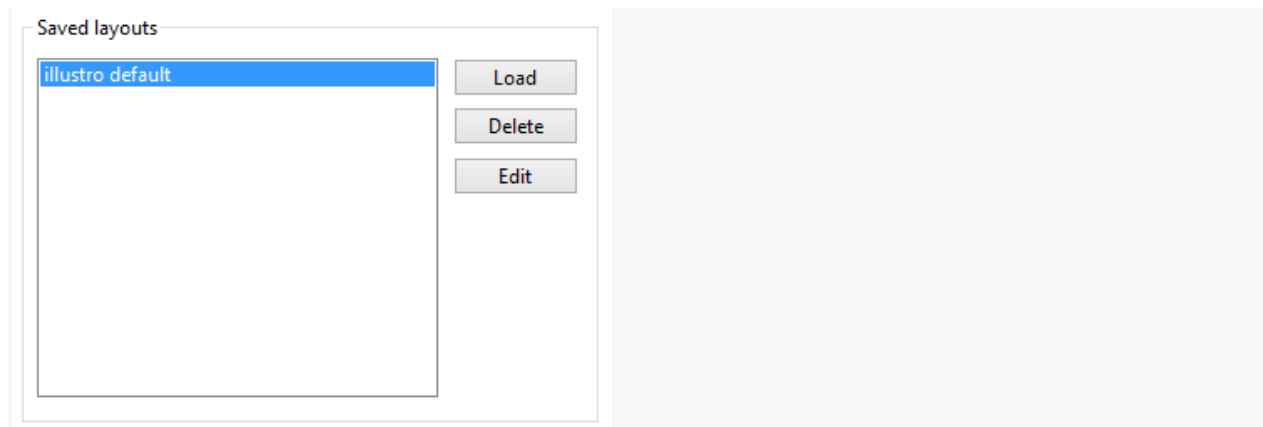 Saved layouts
illustro default
Load
Delete
Edit